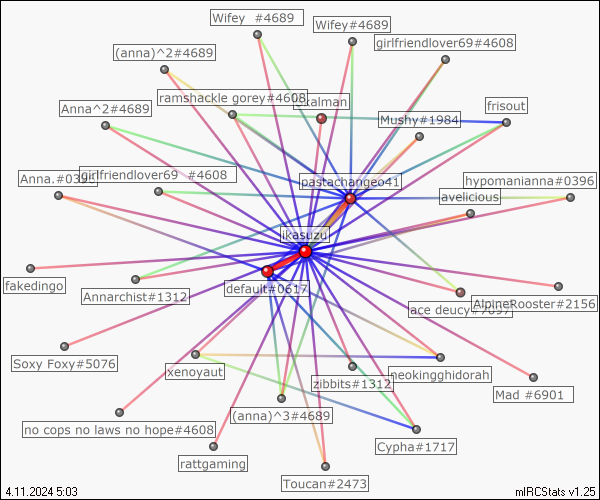 Wifey  #4689
Wifey#4689
girlfriendlover69#4608
(anna)^2#4689
ramshackle gorey#4608
Anna^2#4689
frisout
Mushy#1984
Anna.#0396
girlfriendlover69  #4608
pastachangeo41
hypomanianna#0396
avelicious
ikasuzu
fakedingo
Annarchist#1312
default#0617
ace deucy#7097
AlpineRooster#2156
Soxy Foxy#5076
xenoyaut
zibbits#1312
neokingghidorah
Mad #6901
no cops no laws no hope#4608
(anna)^3#4689
Cypha#1717
rattgaming
Toucan#2473
4.11.2024 5:03
mIRCStats v1.25